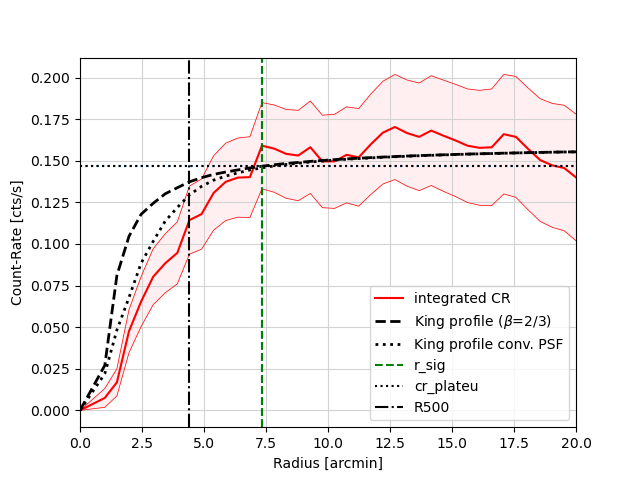 Count-Rate [cts/s]
0.200
0.175
0.150
0.125
0.100
0.075
0.050
0.025
0.000
integrated CR
King profile (β=2/3)
King profile conv. PSF
r_sig
cr_plateu
R500
0.0 2.5 5.0 7.5 10.0 12.5 15.0 17.5 20.0
Radius [arcmin]